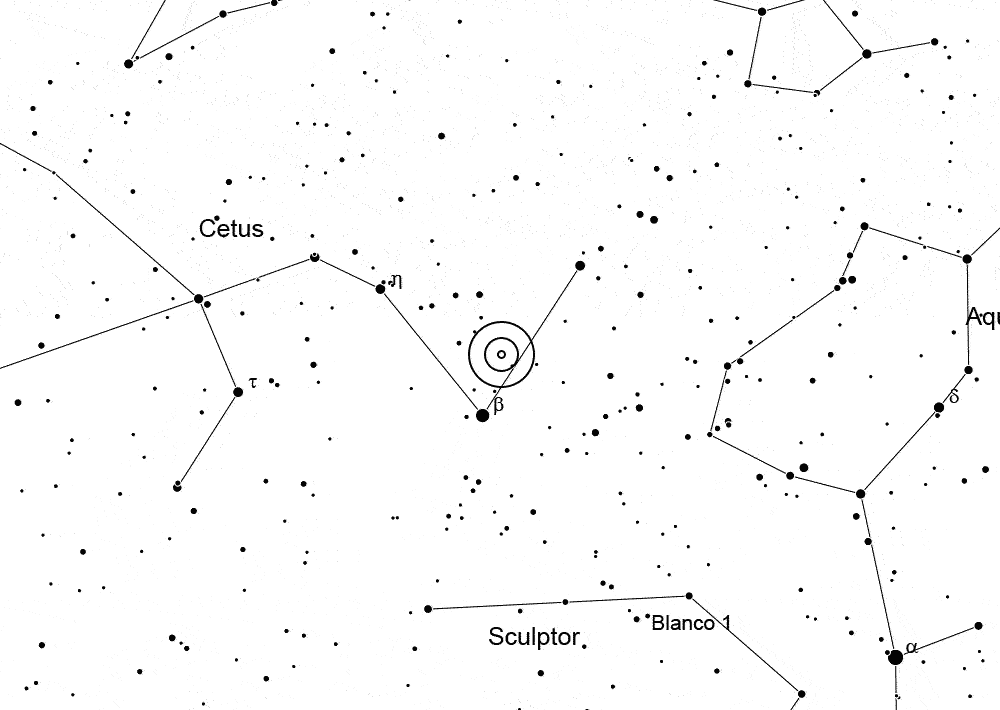 Cetus
η
Aqu
τ
δ
β
Blanco 1
Sculptor
α